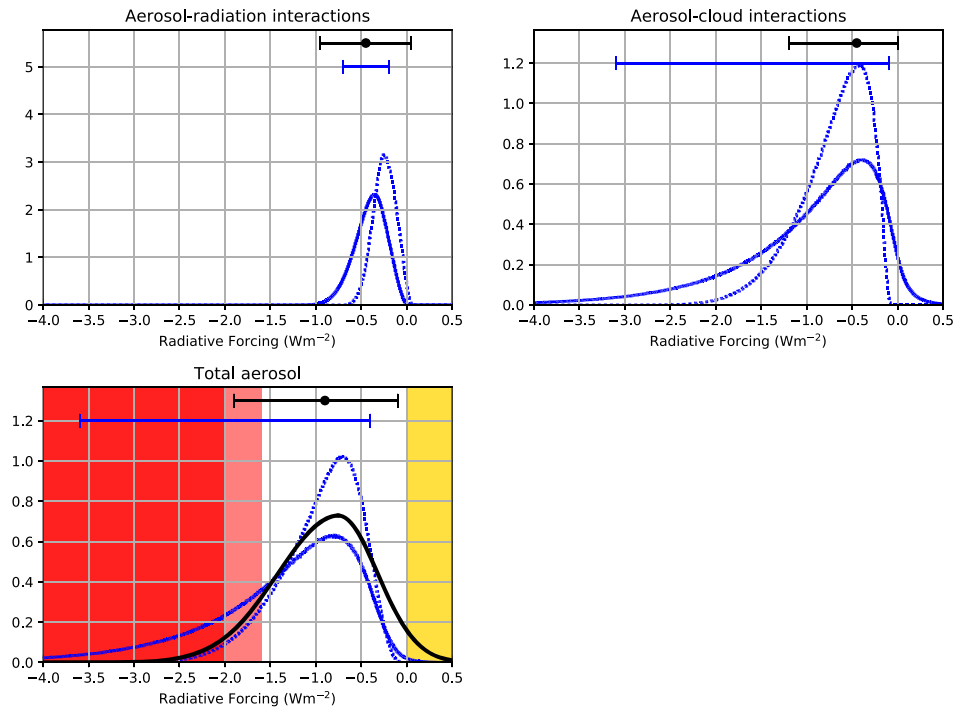 Aerosol-radiation interactions
5
4
3
2
1
0
−4.0 −3.5 −3.0 −2.5 −2.0 −1.5 −1.0 −0.5 0.0 0.5
Radiative Forcing (Wm⁻²)
Aerosol-cloud interactions
1.2
1.0
0.8
0.6
0.4
0.2
0.0
−4.0 −3.5 −3.0 −2.5 −2.0 −1.5 −1.0 −0.5 0.0 0.5
Radiative Forcing (Wm⁻²)
Total aerosol
1.2
1.0
0.8
0.6
0.4
0.2
0.0
−4.0 −3.5 −3.0 −2.5 −2.0 −1.5 −1.0 −0.5 0.0 0.5
Radiative Forcing (Wm⁻²)